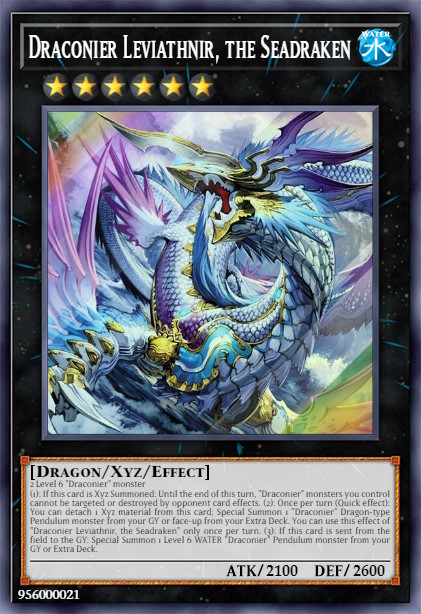 Draconier Leviathnir, the Seadraken
WATER
水
[Dragon/Xyz/Effect]
2 Level 6 "Draconier" monster
(1): If this card is Xyz Summoned: Until the end of this turn, "Draconier" monsters you control
cannot be targeted or destroyed by opponent card effects. (2): Once per turn (Quick effect):
You can detach 1 Xyz material from this card; Special Summon 1 "Draconier" Dragon-type
Pendulum monster from your GY or face-up from your Extra Deck. You can use this effect of
"Draconier Leviathnir, the Seadraken" only once per turn. (3): If this card is sent from
the field to the GY: Special Summon 1 Level 6 WATER "Draconier" Pendulum monster from your
GY or Extra Deck.
ATK/2100 DEF/2600
956000021